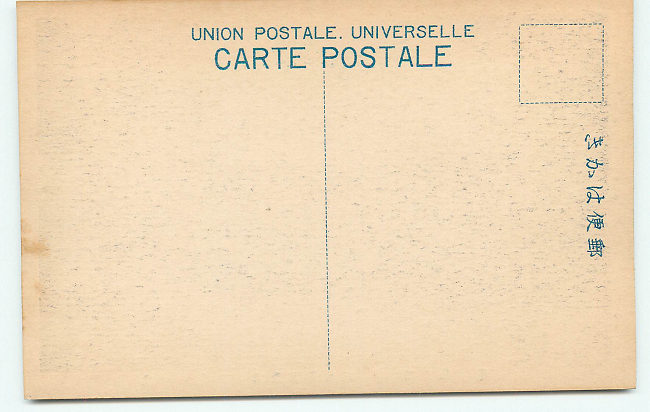 UNION POSTALE. UNIVERSELLE
CARTE POSTALE
郵便はかき